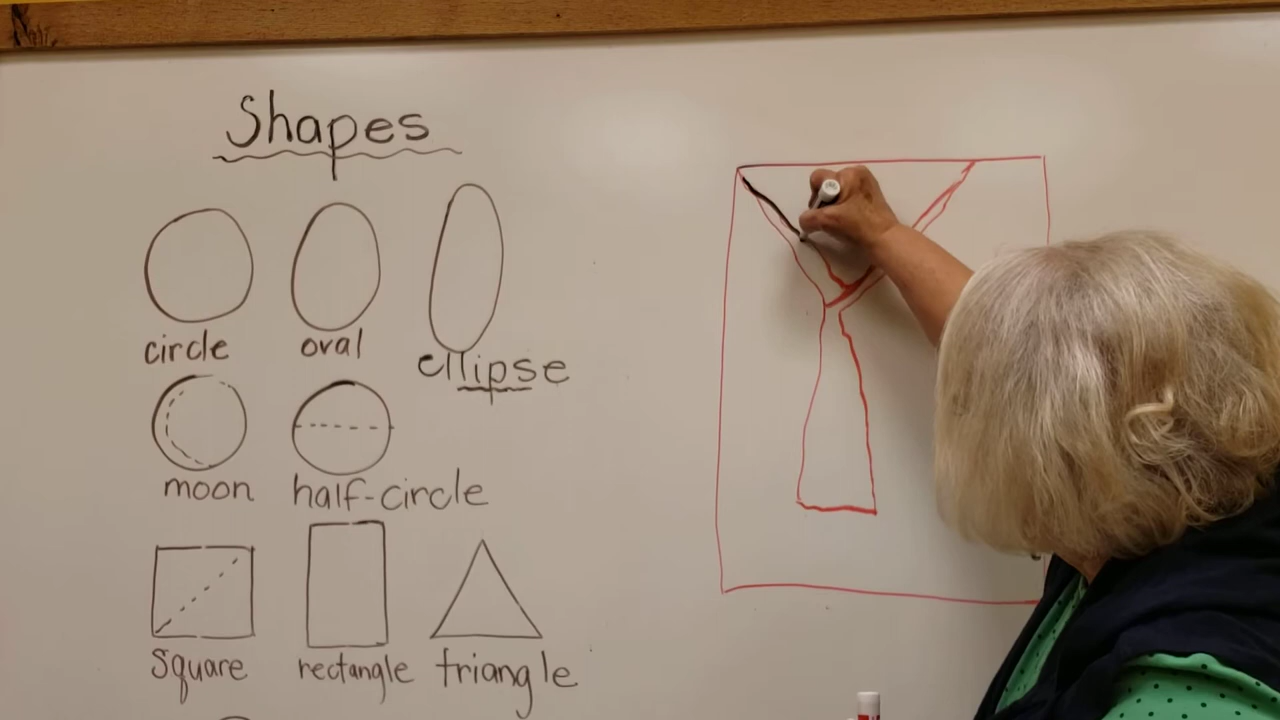 Shapes
circle oval ellipse
moon half-circle
square rectangle triangle